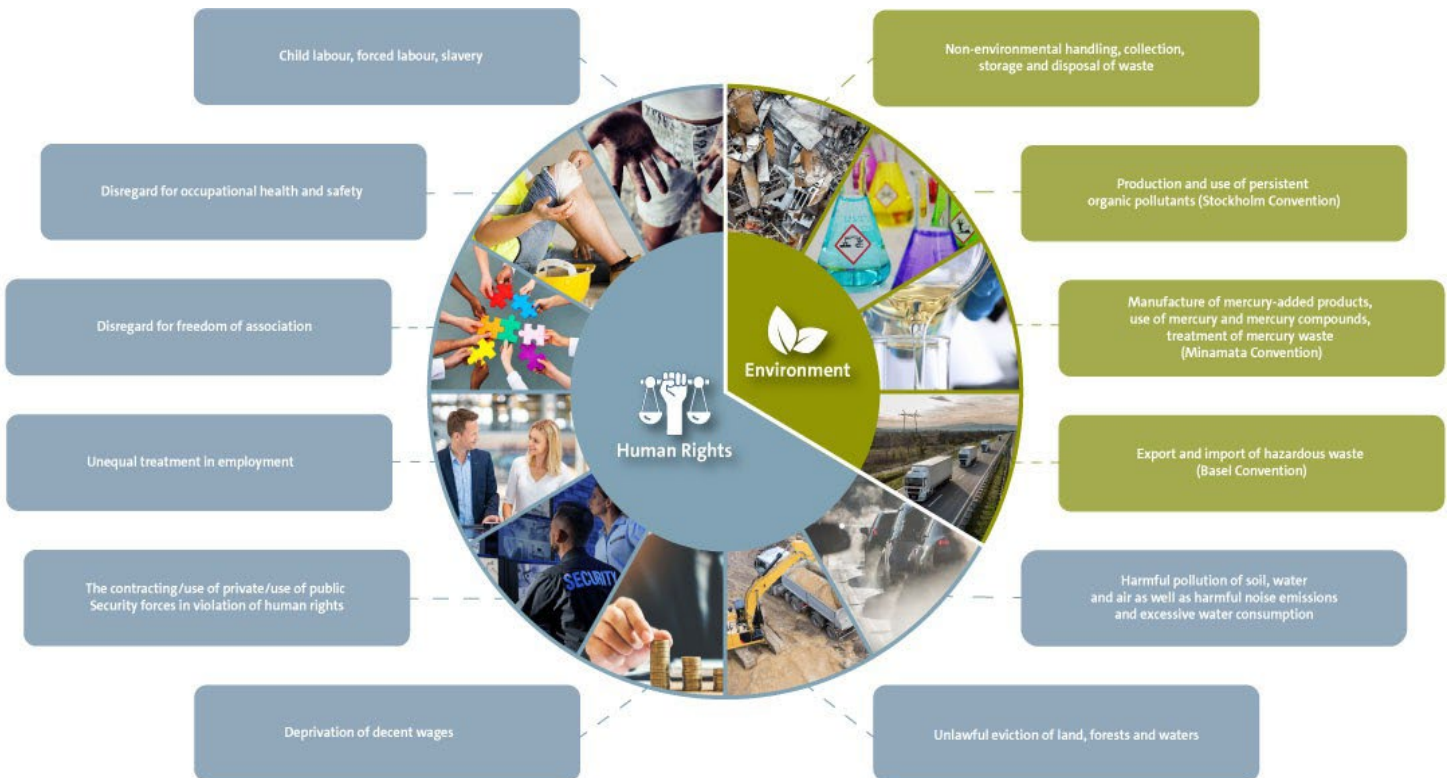 Child labour, forced labour, slavery
Disregard for occupational health and safety
Disregard for freedom of association
Unequal treatment in employment
The contracting/use of private/use of public
Security forces in violation of human rights
Deprivation of decent wages
Human Rights
Environment
SECURITY
Non-environmental handling, collection,
storage and disposal of waste
Production and use of persistent
organic pollutants (Stockholm Convention)
Manufacture of mercury-added products,
use of mercury and mercury compounds,
treatment of mercury waste
(Minamata Convention)
Export and import of hazardous waste
(Basel Convention)
Harmful pollution of soil, water
and air as well as harmful noise emissions
and excessive water consumption
Unlawful eviction of land, forests and waters